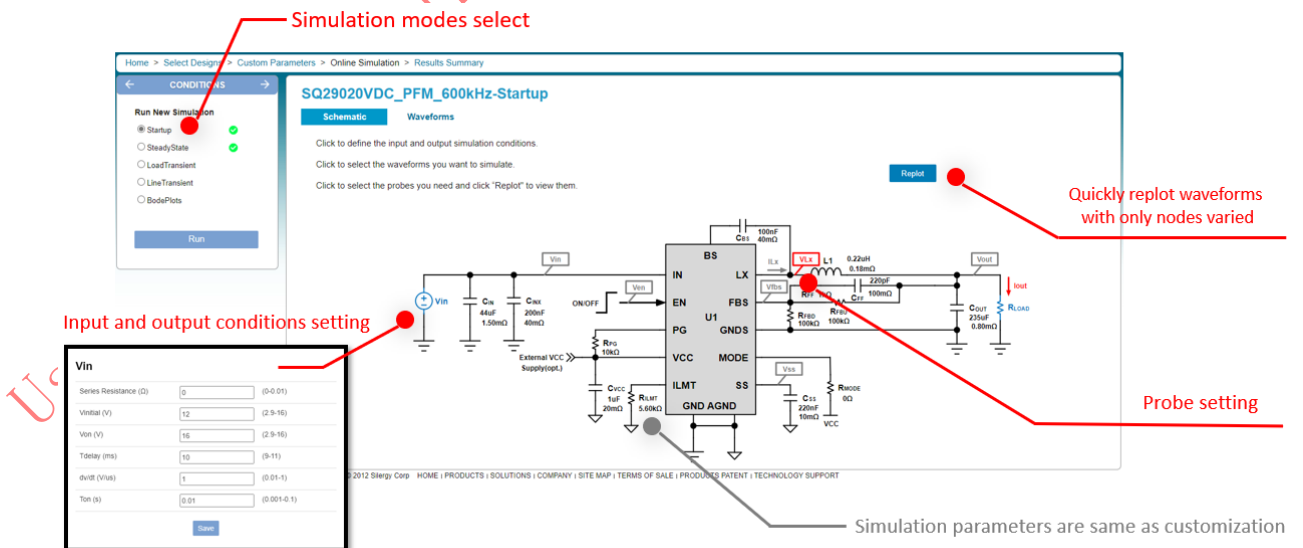 Simulation modes select
Home > Select Designs > Custom Parameters > Online Simulation > Results Summary
← CONDITIONS →
Run New Simulation
Startup
SteadyState
LoadTransient
LineTransient
BodePlots
Run
SQ29020VDC_PFM_600kHz-Startup
Schematic Waveforms
Click to define the input and output simulation conditions.
Click to select the waveforms you want to simulate.
Click to select the probes you need and click "Replot" to view them.
Replot
Quickly replot waveforms
with only nodes varied
100nF
CBS 40mΩ
BS
Vin
IN
LX
ILx
VLx
L1
0.22uH
0.18mΩ
Vout
Iout
Vin
CIN
44uF
1.50mΩ
CINX
200nF
40mΩ
ON/OFF
Ven
EN
FBS
Vfbs
RFF
220pF
CFF 100mΩ
RFBD
100kΩ
RFBU
100kΩ
COUT
235uF
0.80mΩ
RLOAD
U1
PG
GNDS
RPG
10kΩ
External VCC
Supply(opt.)
VCC
MODE
Vss
CVCC
1uF
20mΩ
RILMT
5.60kΩ
ILMT
SS
CSS
220nF
10mΩ
RMODE
0Ω
VCC
GND AGND
Input and output conditions setting
Vin
Series Resistance (Ω) 0 (0-0.01)
Vinitial (V) 12 (2.9-16)
Von (V) 16 (2.9-16)
Tdelay (ms) 10 (9-11)
dv/dt (V/us) 1 (0.01-1)
Ton (s) 0.01 (0.001-0.1)
Save
Probe setting
2012 Silergy Corp HOME | PRODUCTS | SOLUTIONS | COMPANY | SITE MAP | TERMS OF SALE | PRODUCTS PATENT | TECHNOLOGY SUPPORT
Simulation parameters are same as customization